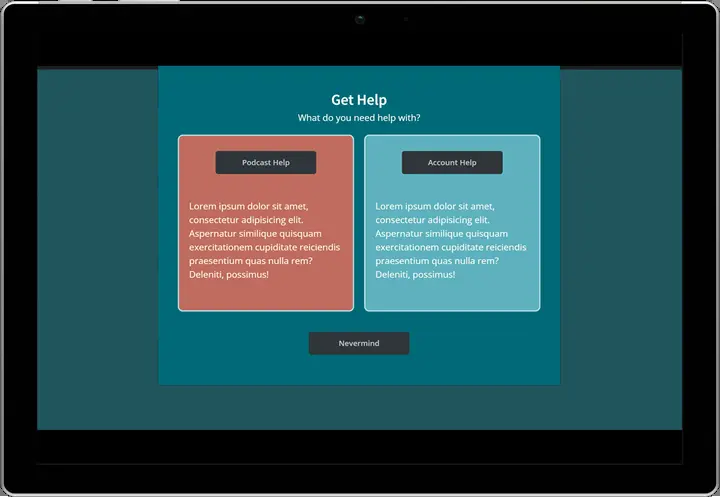 Get Help
What do you need help with?
Podcast Help
Lorem ipsum dolor sit amet,
consectetur adipisicing elit.
Aspernatur similique quisquam
exercitationem cupiditate reiciendis
praesentium quas nulla rem?
Deleniti, possimus!
Account Help
Lorem ipsum dolor sit amet,
consectetur adipisicing elit.
Aspernatur similique quisquam
exercitationem cupiditate reiciendis
praesentium quas nulla rem?
Deleniti, possimus!
Nevermind